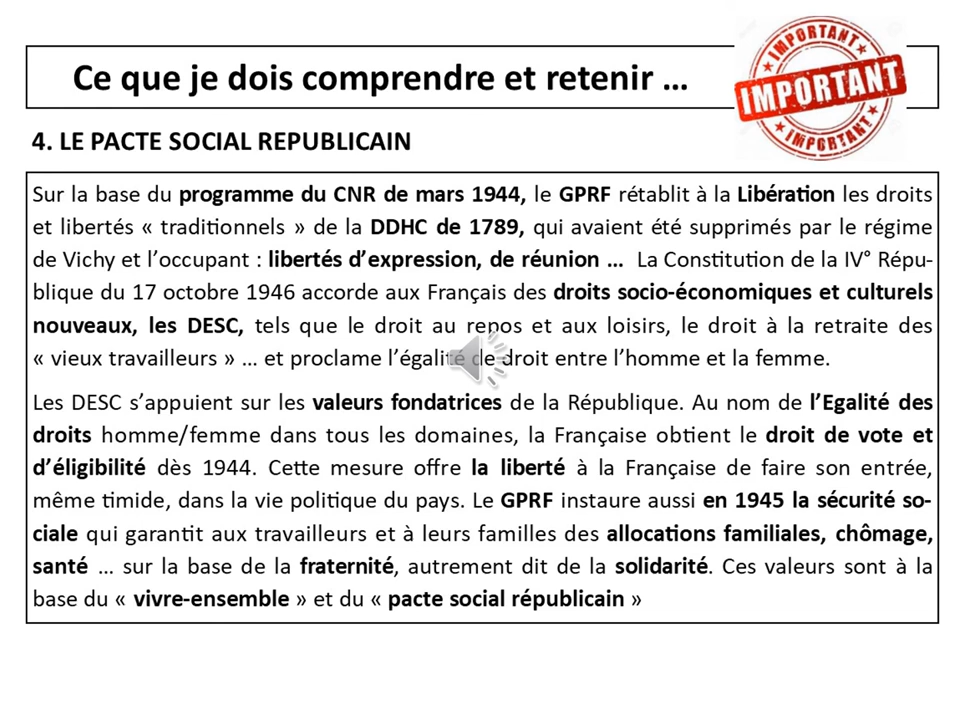 Ce que je dois comprendre et retenir ...
IMPORTANT
IMPORTANT
IMPORTANT
4. LE PACTE SOCIAL REPUBLICAIN
Sur la base du programme du CNR de mars 1944, le GPRF rétablit à la Libération les droits
et libertés « traditionnels » de la DDHC de 1789, qui avaient été supprimés par le régime
de Vichy et l’occupant : libertés d’expression, de réunion ... La Constitution de la IV° Répu-
blique du 17 octobre 1946 accorde aux Français des droits socio-économiques et culturels
nouveaux, les DESC, tels que le droit au repos et aux loisirs, le droit à la retraite des
« vieux travailleurs » ... et proclame l’égalité de droit entre l’homme et la femme.
Les DESC s’appuient sur les valeurs fondatrices de la République. Au nom de l’Egalité des
droits homme/femme dans tous les domaines, la Française obtient le droit de vote et
d’éligibilité dès 1944. Cette mesure offre la liberté à la Française de faire son entrée,
même timide, dans la vie politique du pays. Le GPRF instaure aussi en 1945 la sécurité so-
ciale qui garantit aux travailleurs et à leurs familles des allocations familiales, chômage,
santé ... sur la base de la fraternité, autrement dit de la solidarité. Ces valeurs sont à la
base du « vivre-ensemble » et du « pacte social républicain »